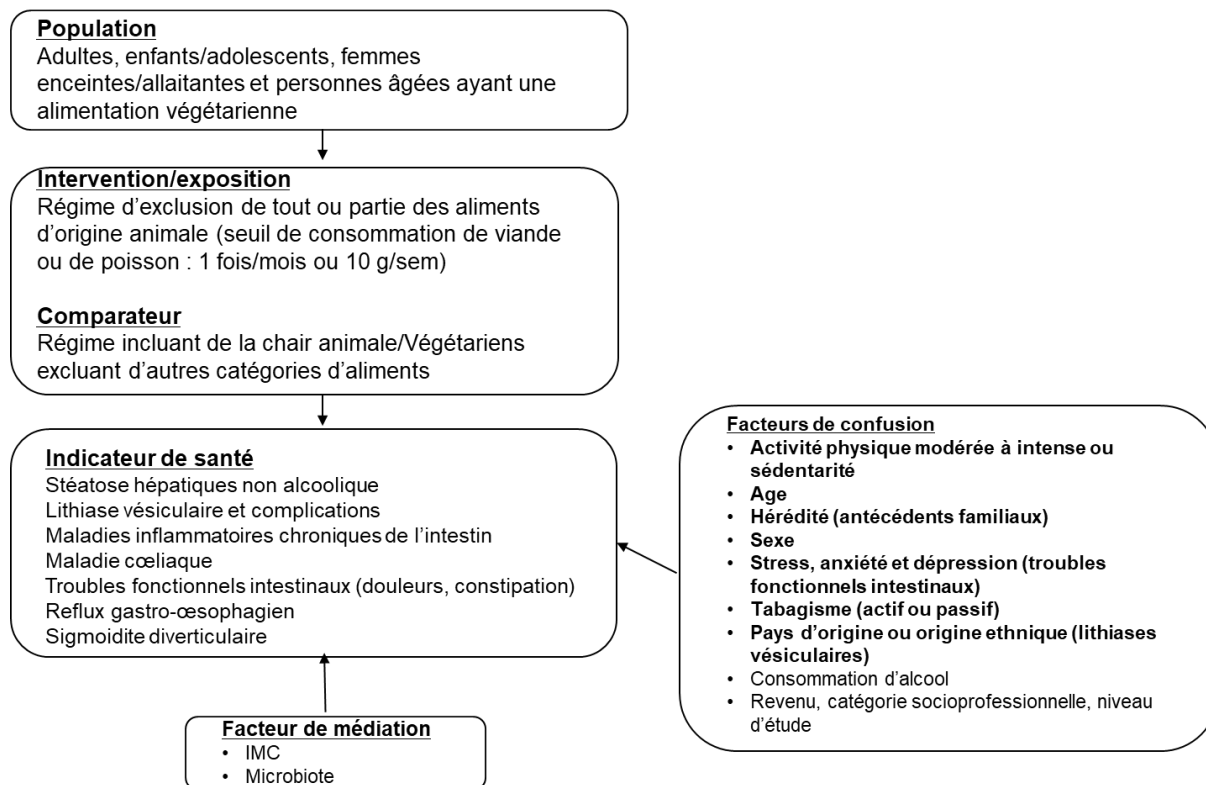 Population
Adultes, enfants/adolescents, femmes
enceintes/allaitantes et personnes âgées ayant une
alimentation végétarienne
Intervention/exposition
Régime d’exclusion de tout ou partie des aliments
d’origine animale (seuil de consommation de viande
ou de poisson : 1 fois/mois ou 10 g/sem)
Comparateur
Régime incluant de la chair animale/Végétariens
excluant d’autres catégories d’aliments
Indicateur de santé
Stéatose hépatiques non alcoolique
Lithiase vésiculaire et complications
Maladies inflammatoires chroniques de l’intestin
Maladie cœliaque
Troubles fonctionnels intestinaux (douleurs, constipation)
Reflux gastro-œsophagien
Sigmoidite diverticulaire
Facteurs de confusion
• Activité physique modérée à intense ou
sédentarité
• Age
• Hérédité (antécédents familiaux)
• Sexe
• Stress, anxiété et dépression (troubles
fonctionnels intestinaux)
• Tabagisme (actif ou passif)
• Pays d’origine ou origine ethnique (lithiases
vésiculaires)
• Consommation d’alcool
• Revenu, catégorie socioprofessionnelle, niveau
d’étude
Facteur de médiation
• IMC
• Microbiote